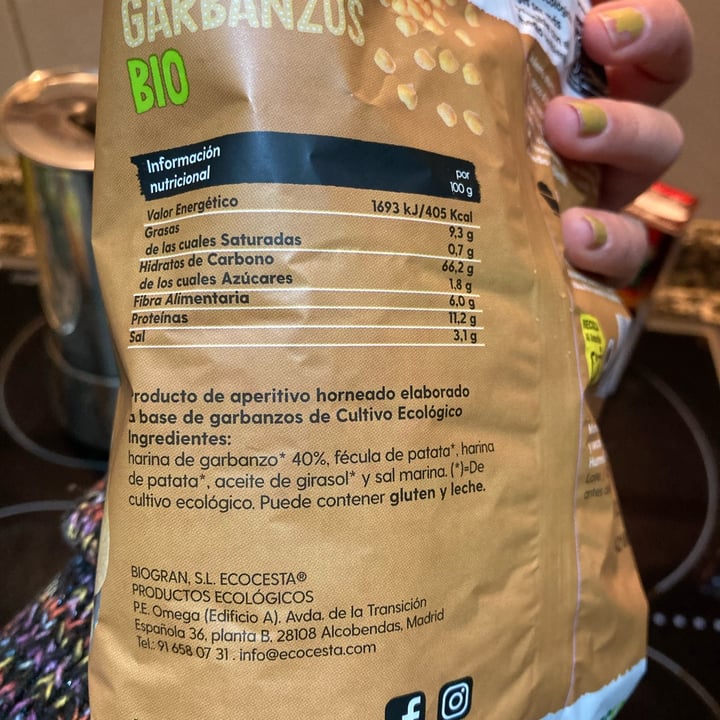 GARBANZOS
BIO
Información
nutricional
por
100 g
Valor Energético 1693 kJ/405 Kcal
Grasas 9,3 g
de las cuales Saturadas 0,7 g
Hidratos de Carbono 66,2 g
de los cuales Azúcares 1,8 g
Fibra Alimentaria 6,0 g
Proteínas 11,2 g
Sal 3,1 g
roducto de aperitivo horneado elaborado
a base de garbanzos de Cultivo Ecológico
Ingredientes:
harina de garbanzo* 40%, fécula de patata*, harina
de patata*, aceite de girasol* y sal marina. (*)=De
cultivo ecológico. Puede contener gluten y leche.
BIOGRAN, S.L. ECOCESTA®
PRODUCTOS ECOLÓGICOS
P.E. Omega (Edificio A). Avda. de la Transición
Española 36, planta B. 28108 Alcobendas. Madrid
Tel.: 91 658 07 31 . info@ecocesta.com